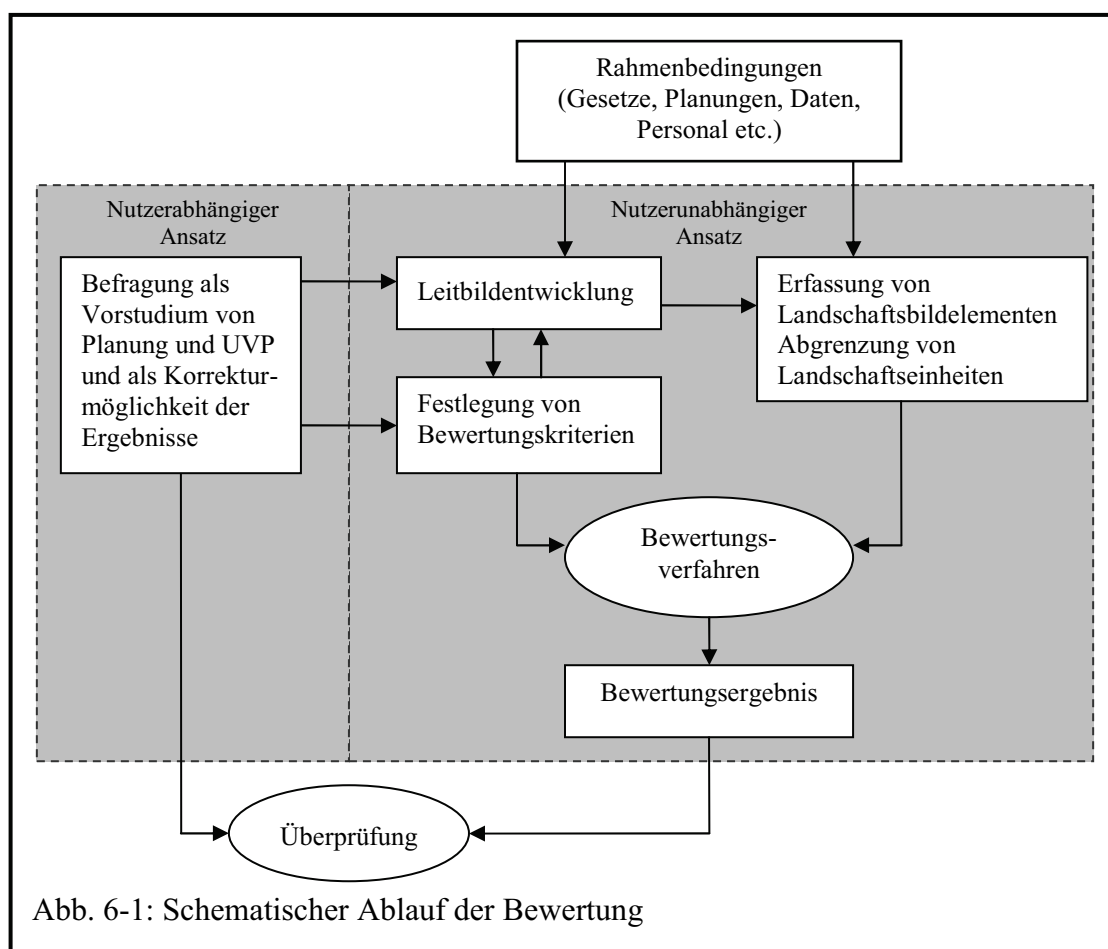 Rahmenbedingungen
(Gesetze, Planungen, Daten,
Personal etc.)
Nutzerabhängiger
Ansatz
Nutzerunabhängiger
Ansatz
Befragung als
Vorstudium von
Planung und UVP
und als Korrektur-
möglichkeit der
Ergebnisse
Leitbildentwicklung
Erfassung von
Landschaftsbildelementen
Abgrenzung von
Landschaftseinheiten
Festlegung von
Bewertungskriterien
Bewertungs-
verfahren
Bewertungsergebnis
Überprüfung
Abb. 6-1: Schematischer Ablauf der Bewertung